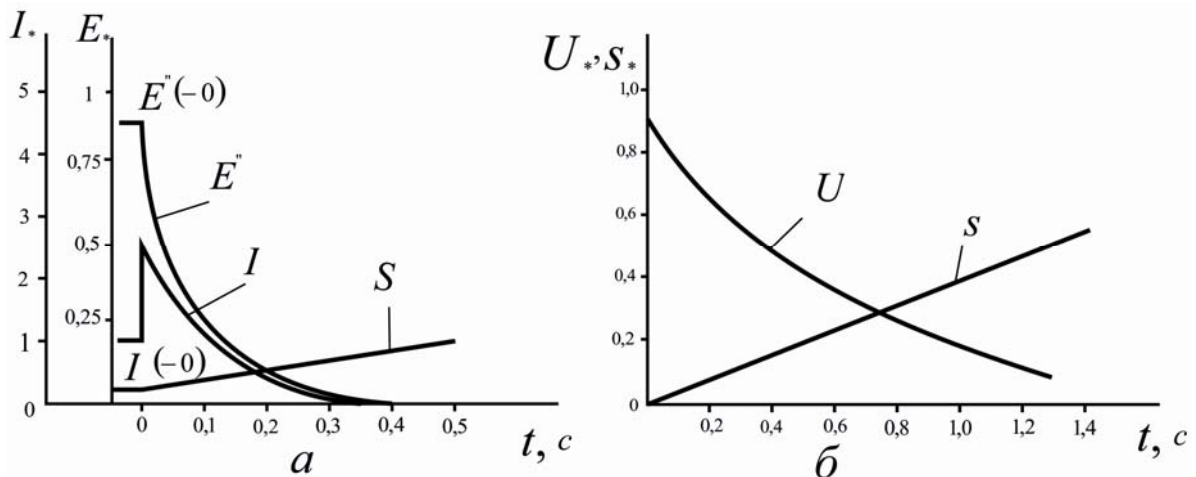 I* E* U*,s*
5
4
3
2
1
0
1
0,75
0,5
0,25
E"(−0)
E"
I
S
I (−0)
0 0,1 0,2 0,3 0,4 0,5 t, c
а
1,0
0,8
0,6
0,4
0,2
0
U
s
0,2 0,4 0,6 0,8 1,0 1,2 1,4 t, c
б